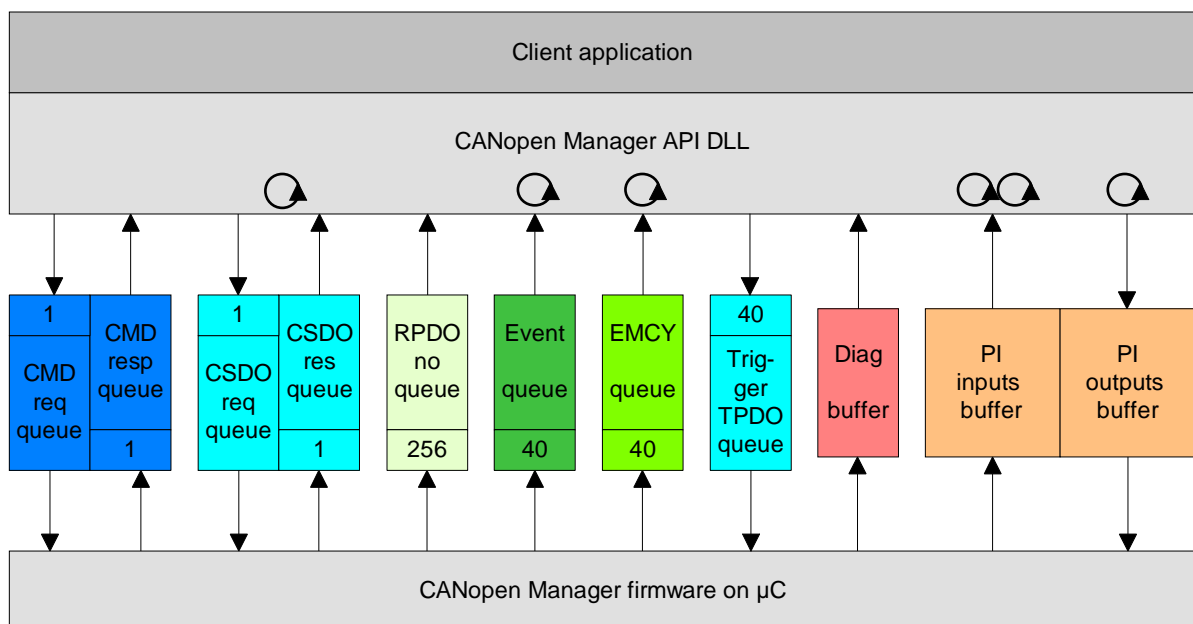 Client application
CANopen Manager API DLL
1
CMD
req
queue
CMD
resp
queue
1
1
CSDO
req
queue
CSDO
res
queue
1
RPDO
no
queue
256
Event
queue
40
EMCY
queue
40
40
Trig-
ger
TPDO
queue
Diag
buffer
PI
inputs
buffer
PI
outputs
buffer
CANopen Manager firmware on µC